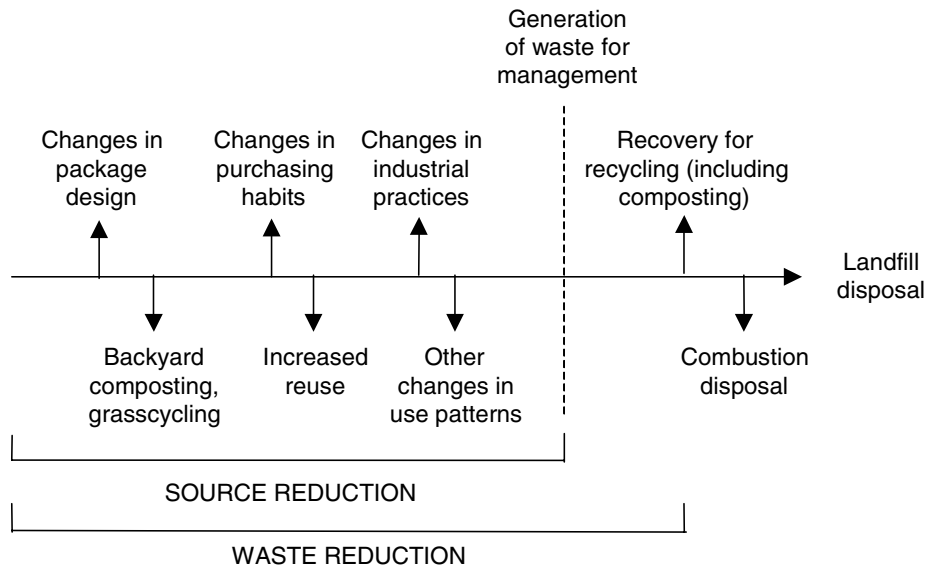 Generation
of waste for
management
Changes in
package
design
Changes in
purchasing
habits
Changes in
industrial
practices
Recovery for
recycling (including
composting)
Landfill
disposal
Backyard
composting,
grasscycling
Increased
reuse
Other
changes in
use patterns
Combustion
disposal
SOURCE REDUCTION
WASTE REDUCTION